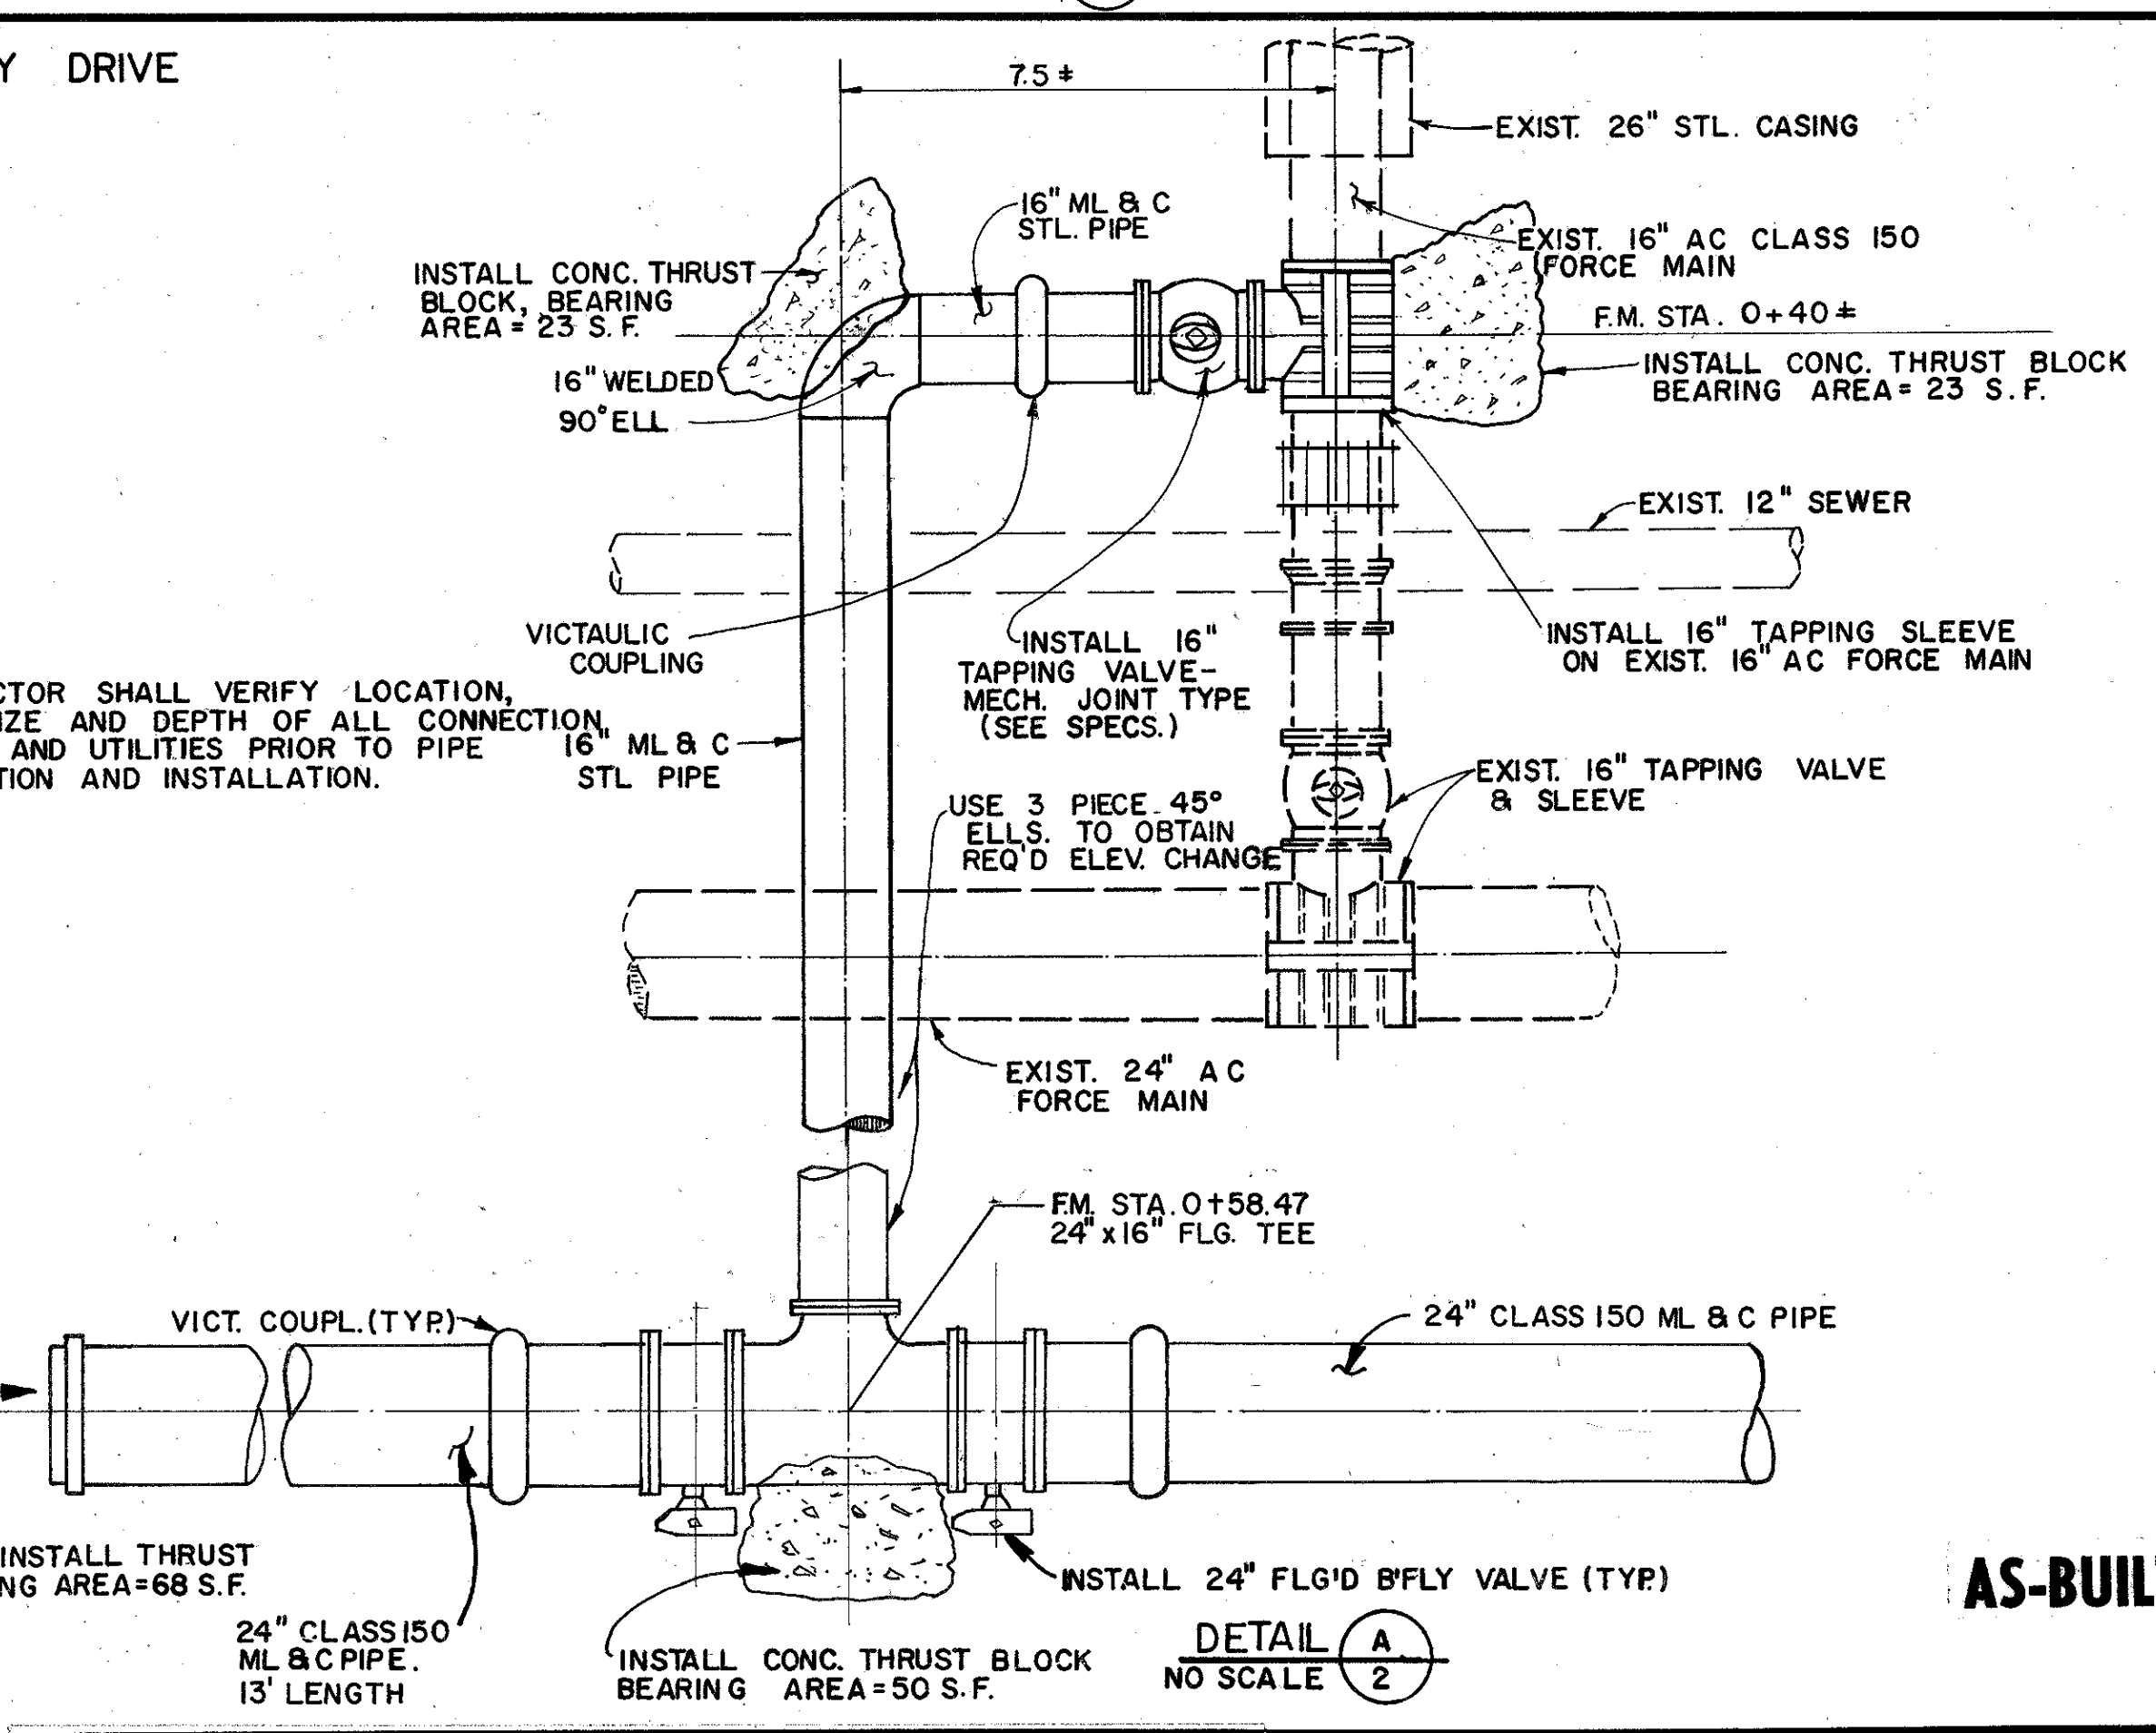 Y DRIVE
7.5 ±
EXIST. 26" STL. CASING
16" ML & C
STL. PIPE
EXIST. 16" AC CLASS 150
FORCE MAIN
INSTALL CONC. THRUST
BLOCK, BEARING
AREA = 23 S.F.
F.M. STA. 0+40 ±
INSTALL CONC. THRUST BLOCK
BEARING AREA = 23 S.F.
16" WELDED
90° ELL
EXIST. 12" SEWER
VICTAULIC
COUPLING
INSTALL 16"
TAPPING VALVE-
MECH. JOINT TYPE
(SEE SPECS.)
INSTALL 16" TAPPING SLEEVE
ON EXIST. 16" AC FORCE MAIN
CTOR SHALL VERIFY LOCATION,
IZE AND DEPTH OF ALL CONNECTION
AND UTILITIES PRIOR TO PIPE
TION AND INSTALLATION.
16" ML & C
STL PIPE
EXIST. 16" TAPPING VALVE
& SLEEVE
USE 3 PIECE 45°
ELLS. TO OBTAIN
REQ'D ELEV. CHANGE
EXIST. 24" AC
FORCE MAIN
F.M. STA. 0+58.47
24" x 16" FLG. TEE
VICT. COUPL. (TYP.)
24" CLASS 150 ML & C PIPE
INSTALL THRUST
NG AREA = 68 S.F.
24" CLASS 150
ML & C PIPE.
13' LENGTH
INSTALL CONC. THRUST BLOCK
BEARING AREA = 50 S.F.
INSTALL 24" FLG'D B'FLY VALVE (TYP.)
DETAIL A
NO SCALE 2
AS-BUIL